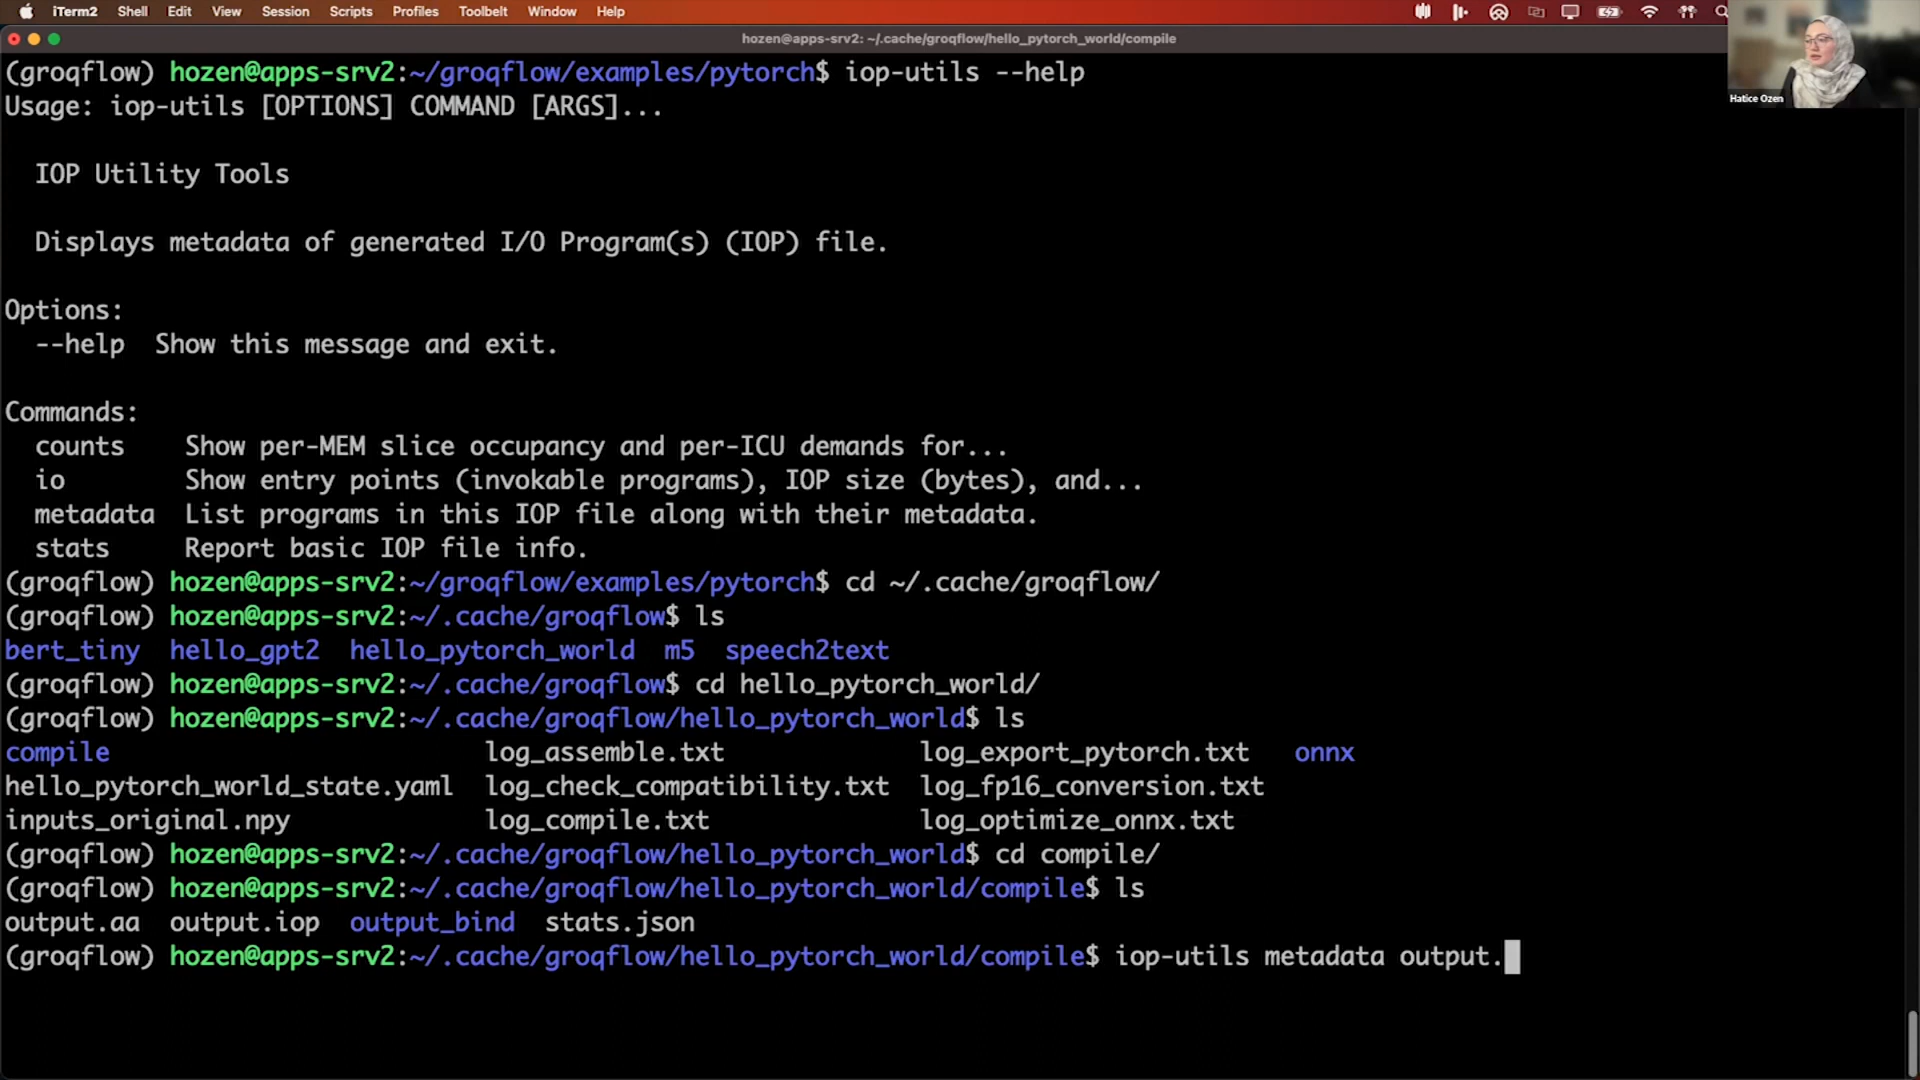 iTerm2 Shell Edit View Session Scripts Profiles Toolbelt Window Help
hozen@apps-srv2: ~/.cache/groqflow/hello_pytorch_world/compile
Hatice Ozen
(groqflow) hozen@apps-srv2:~/groqflow/examples/pytorch$ iop-utils --help
Usage: iop-utils [OPTIONS] COMMAND [ARGS]...
IOP Utility Tools
Displays metadata of generated I/O Program(s) (IOP) file.
Options:
--help  Show this message and exit.
Commands:
counts    Show per-MEM slice occupancy and per-ICU demands for...
io        Show entry points (invokable programs), IOP size (bytes), and...
metadata  List programs in this IOP file along with their metadata.
stats     Report basic IOP file info.
(groqflow) hozen@apps-srv2:~/groqflow/examples/pytorch$ cd ~/.cache/groqflow/
(groqflow) hozen@apps-srv2:~/.cache/groqflow$ ls
bert_tiny  hello_gpt2  hello_pytorch_world  m5  speech2text
(groqflow) hozen@apps-srv2:~/.cache/groqflow$ cd hello_pytorch_world/
(groqflow) hozen@apps-srv2:~/.cache/groqflow/hello_pytorch_world$ ls
compile                         log_assemble.txt             log_export_pytorch.txt   onnx
hello_pytorch_world_state.yaml  log_check_compatibility.txt  log_fp16_conversion.txt
inputs_original.npy             log_compile.txt              log_optimize_onnx.txt
(groqflow) hozen@apps-srv2:~/.cache/groqflow/hello_pytorch_world$ cd compile/
(groqflow) hozen@apps-srv2:~/.cache/groqflow/hello_pytorch_world/compile$ ls
output.aa  output.iop  output_bind  stats.json
(groqflow) hozen@apps-srv2:~/.cache/groqflow/hello_pytorch_world/compile$ iop-utils metadata output.